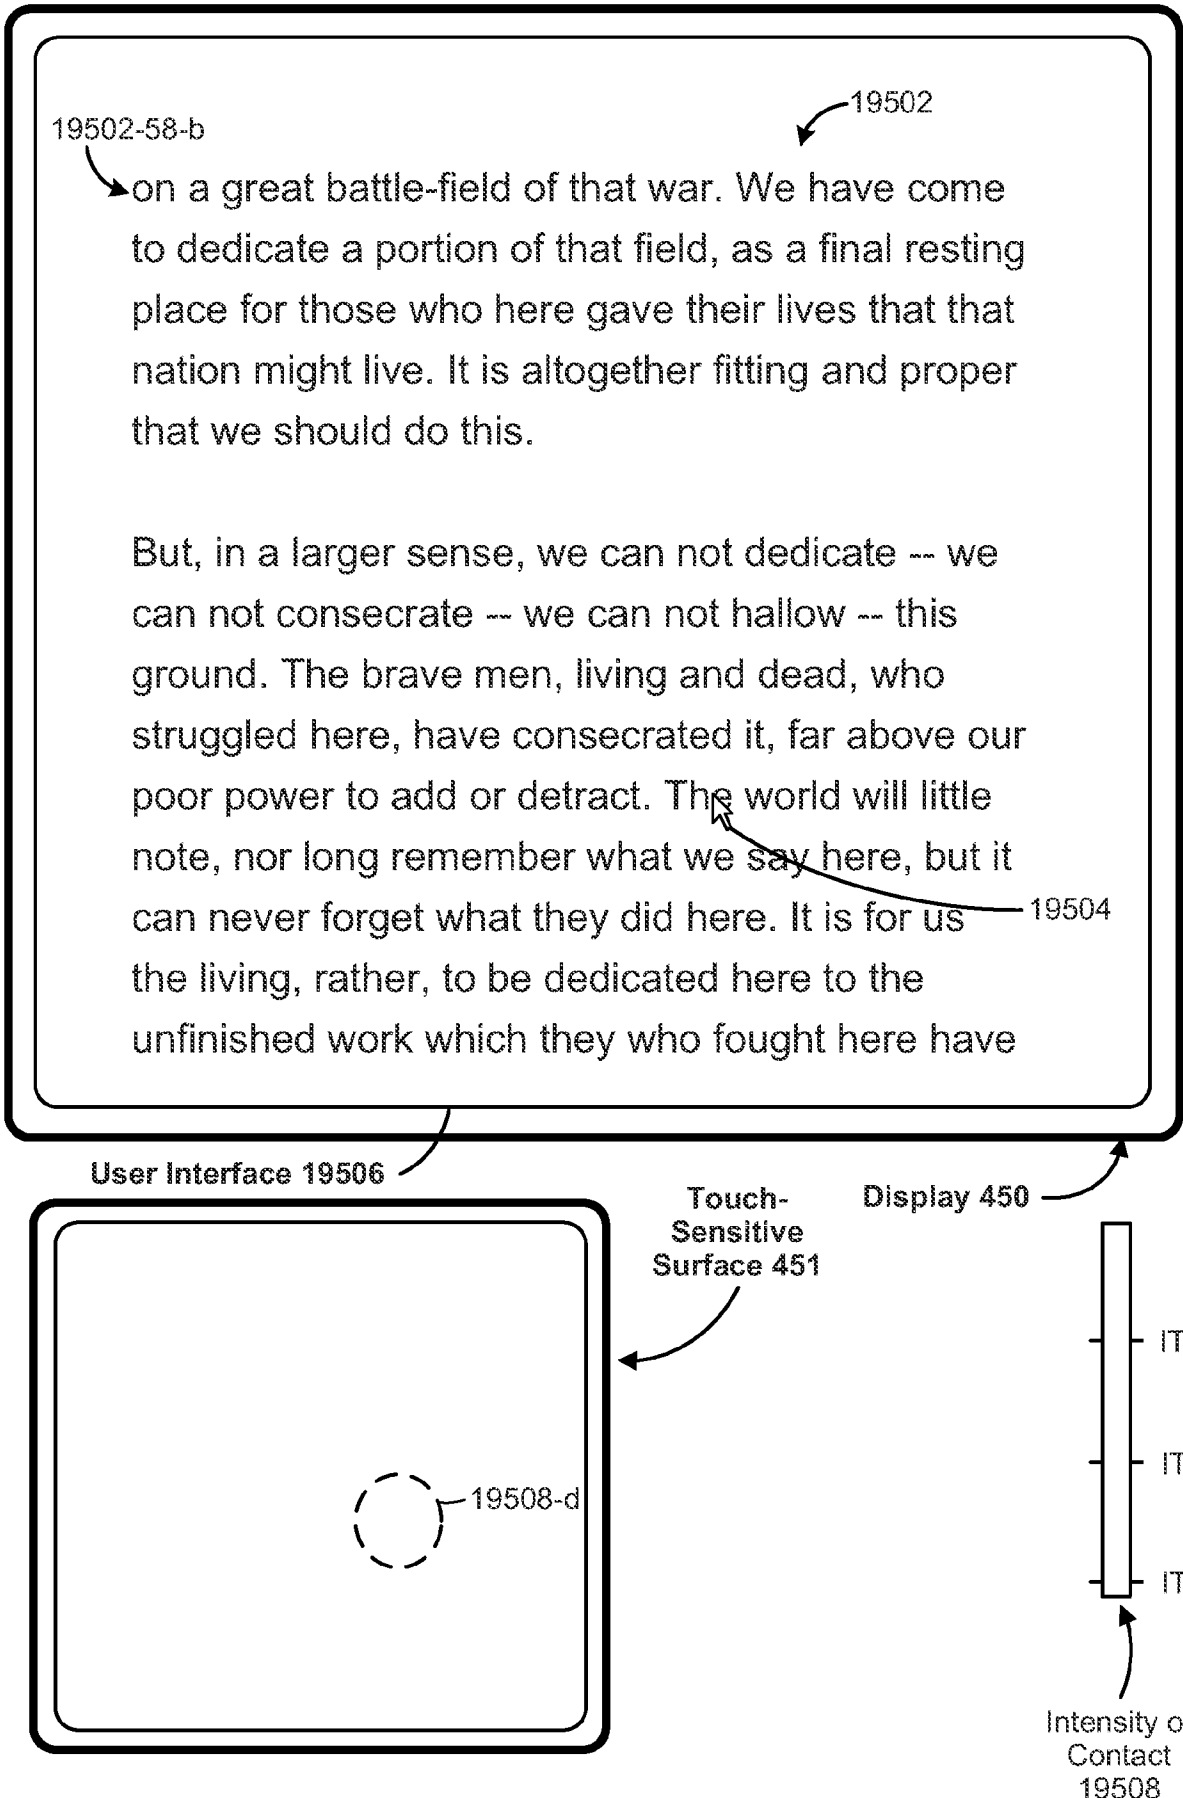 19502
19502-58-b
on a great battle-field of that war. We have come
to dedicate a portion of that field, as a final resting
place for those who here gave their lives that that
nation might live. It is altogether fitting and proper
that we should do this.
But, in a larger sense, we can not dedicate -- we
can not consecrate -- we can not hallow -- this
ground. The brave men, living and dead, who
struggled here, have consecrated it, far above our
poor power to add or detract. The world will little
note, nor long remember what we say here, but it
can never forget what they did here. It is for us
19504
the living, rather, to be dedicated here to the
unfinished work which they who fought here have
User Interface 19506
Display 450
Touch-
Sensitive
Surface 451
IT
IT
19508-d
IT
Intensity o
Contact
19508